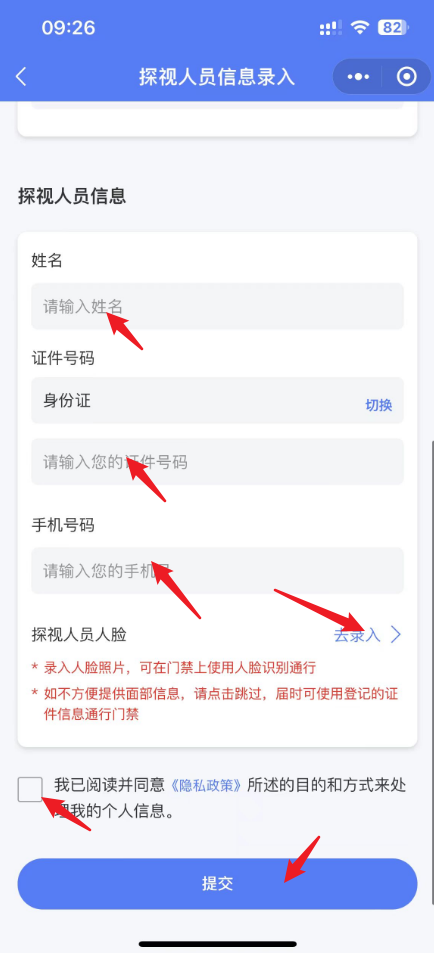 09:26
82
探视人员信息录入
探视人员信息
姓名
请输入姓名
证件号码
身份证
切换
请输入您的证件号码
手机号码
请输入您的手机
探视人员人脸
去录入
* 录入人脸照片，可在门禁上使用人脸识别通行
* 如不方便提供面部信息，请点击跳过，届时可使用登记的证
件信息通行门禁
我已阅读并同意《隐私政策》所述的目的和方式来处
理我的个人信息。
提交